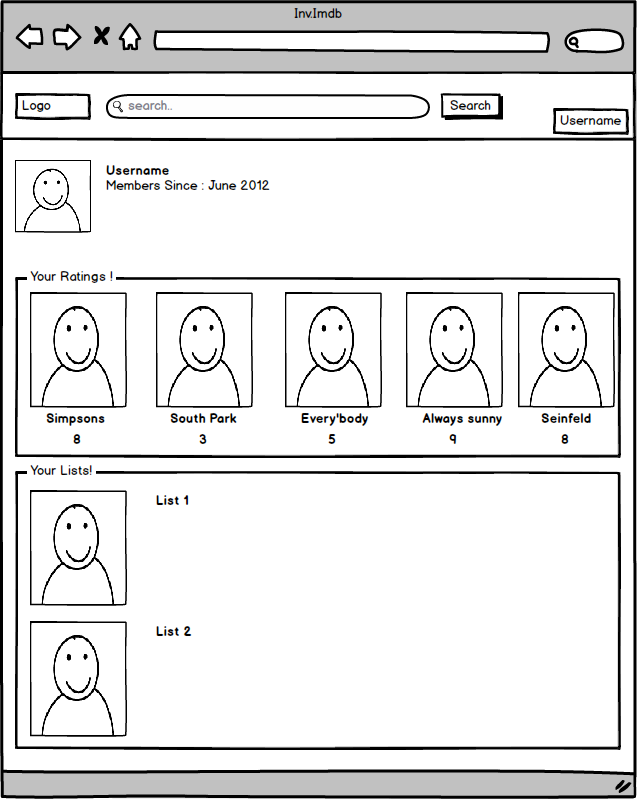 Inv.Imdb
Logo
search..
Search
Username
Username
Members Since : June 2012
Your Ratings !
Simpsons South Park Every'body Always sunny Seinfeld
8 3 5 9 8
Your Lists!
List 1
List 2